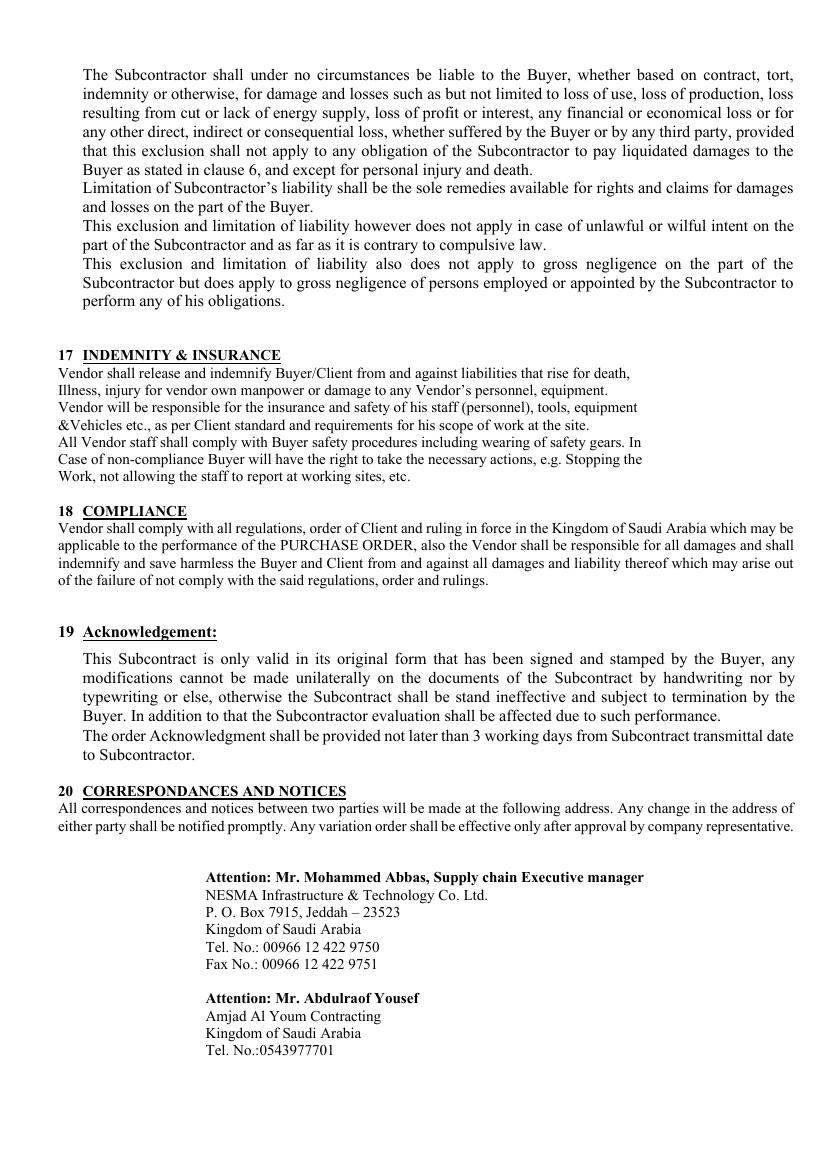 The Subcontractor shall under no circumstances be liable to the Buyer, whether based on contract, tort,
indemnity or otherwise, for damage and losses such as but not limited to loss of use, loss of production, loss
resulting from cut or lack of energy supply, loss of profit or interest, any financial or economical loss or for
any other direct, indirect or consequential loss, whether suffered by the Buyer or by any third party, provided
that this exclusion shall not apply to any obligation of the Subcontractor to pay liquidated damages to the
Buyer as stated in clause 6, and except for personal injury and death.
Limitation of Subcontractor’s liability shall be the sole remedies available for rights and claims for damages
and losses on the part of the Buyer.
This exclusion and limitation of liability however does not apply in case of unlawful or wilful intent on the
part of the Subcontractor and as far as it is contrary to compulsive law.
This exclusion and limitation of liability also does not apply to gross negligence on the part of the
Subcontractor but does apply to gross negligence of persons employed or appointed by the Subcontractor to
perform any of his obligations.
17 INDEMNITY & INSURANCE
Vendor shall release and indemnify Buyer/Client from and against liabilities that rise for death,
Illness, injury for vendor own manpower or damage to any Vendor’s personnel, equipment.
Vendor will be responsible for the insurance and safety of his staff (personnel), tools, equipment
&Vehicles etc., as per Client standard and requirements for his scope of work at the site.
All Vendor staff shall comply with Buyer safety procedures including wearing of safety gears. In
Case of non-compliance Buyer will have the right to take the necessary actions, e.g. Stopping the
Work, not allowing the staff to report at working sites, etc.
18 COMPLIANCE
Vendor shall comply with all regulations, order of Client and ruling in force in the Kingdom of Saudi Arabia which may be
applicable to the performance of the PURCHASE ORDER, also the Vendor shall be responsible for all damages and shall
indemnify and save harmless the Buyer and Client from and against all damages and liability thereof which may arise out
of the failure of not comply with the said regulations, order and rulings.
19 Acknowledgement:
This Subcontract is only valid in its original form that has been signed and stamped by the Buyer, any
modifications cannot be made unilaterally on the documents of the Subcontract by handwriting nor by
typewriting or else, otherwise the Subcontract shall be stand ineffective and subject to termination by the
Buyer. In addition to that the Subcontractor evaluation shall be affected due to such performance.
The order Acknowledgment shall be provided not later than 3 working days from Subcontract transmittal date
to Subcontractor.
20 CORRESPONDANCES AND NOTICES
All correspondences and notices between two parties will be made at the following address. Any change in the address of
either party shall be notified promptly. Any variation order shall be effective only after approval by company representative.
Attention: Mr. Mohammed Abbas, Supply chain Executive manager
NESMA Infrastructure & Technology Co. Ltd.
P. O. Box 7915, Jeddah – 23523
Kingdom of Saudi Arabia
Tel. No.: 00966 12 422 9750
Fax No.: 00966 12 422 9751
Attention: Mr. Abdulraof Yousef
Amjad Al Youm Contracting
Kingdom of Saudi Arabia
Tel. No.:0543977701